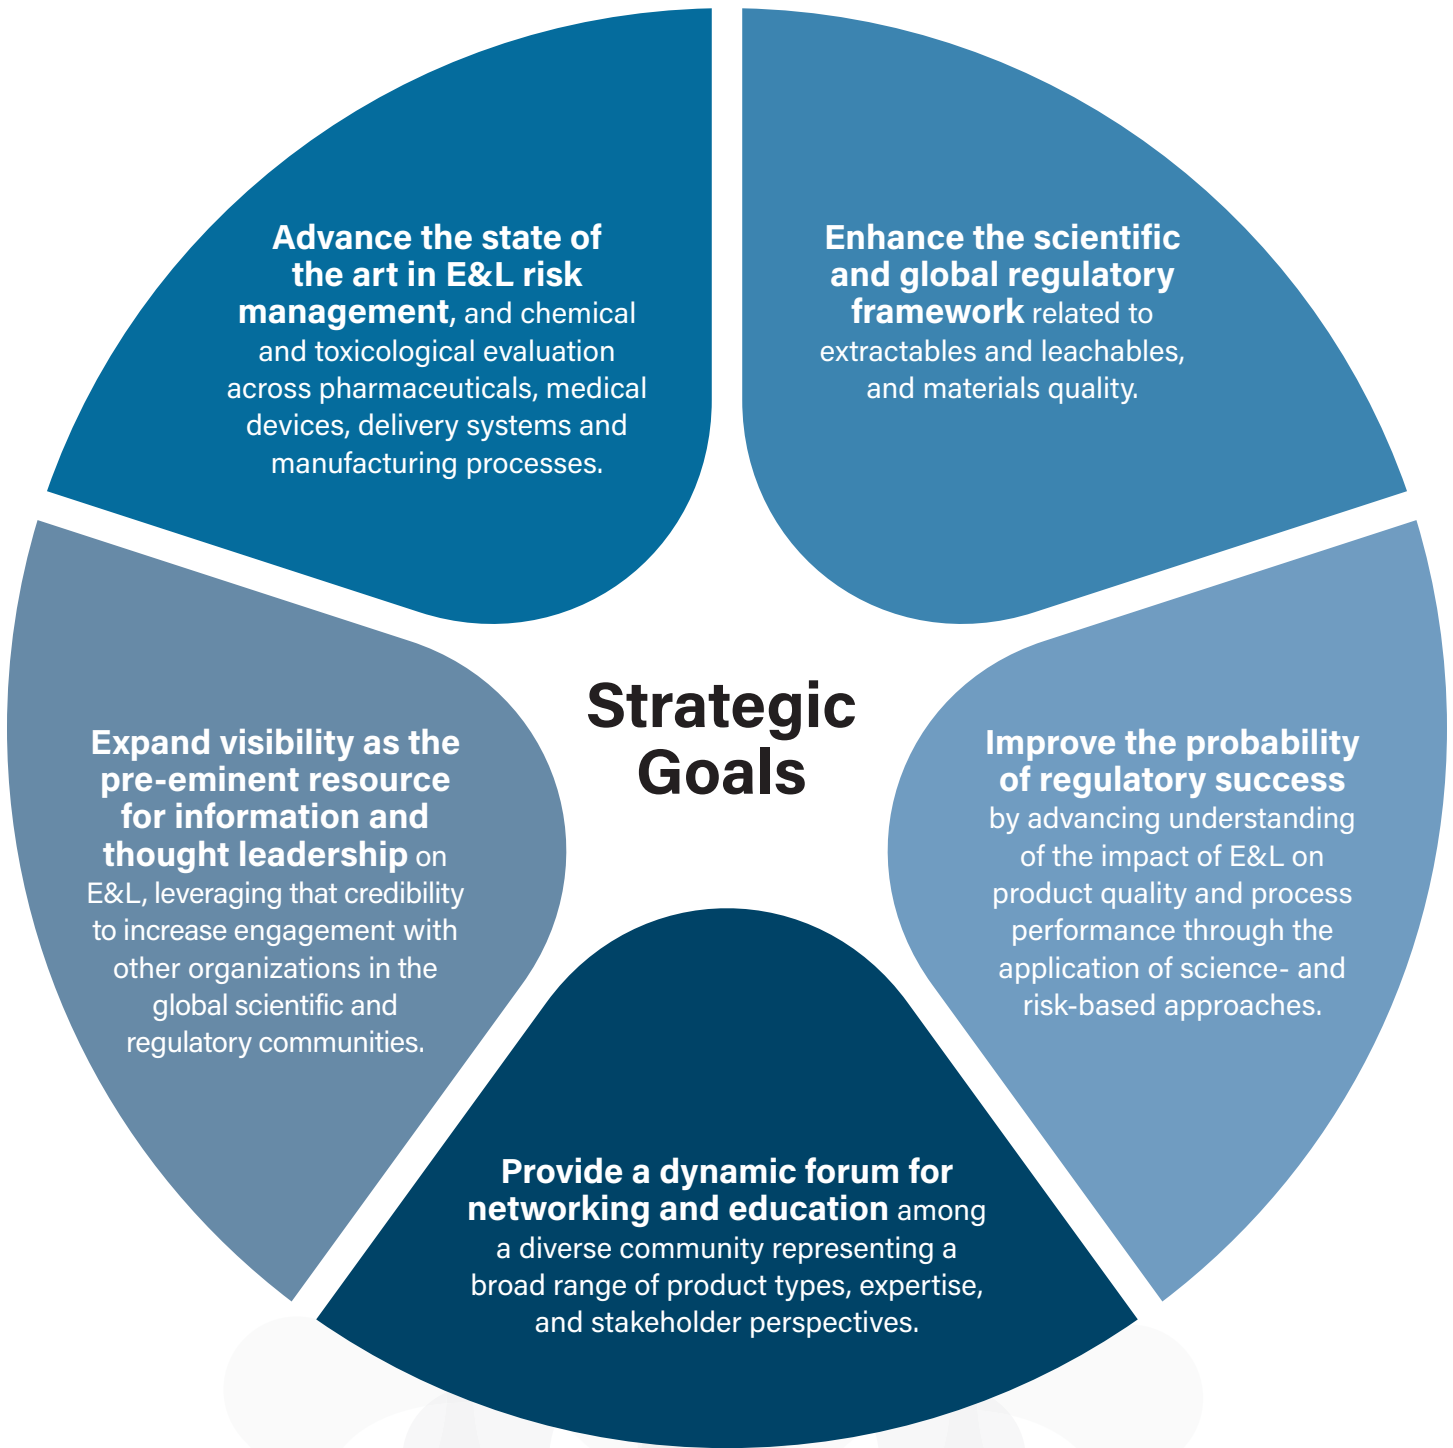 Advance the state of
the art in E&L risk
management, and chemical
and toxicological evaluation
across pharmaceuticals, medical
devices, delivery systems and
manufacturing processes.
Enhance the scientific
and global regulatory
framework related to
extractables and leachables,
and materials quality.
Strategic
Goals
Expand visibility as the
pre-eminent resource
for information and
thought leadership on
E&L, leveraging that credibility
to increase engagement with
other organizations in the
global scientific and
regulatory communities.
Improve the probability
of regulatory success
by advancing understanding
of the impact of E&L on
product quality and process
performance through the
application of science- and
risk-based approaches.
Provide a dynamic forum for
networking and education among
a diverse community representing a
broad range of product types, expertise,
and stakeholder perspectives.